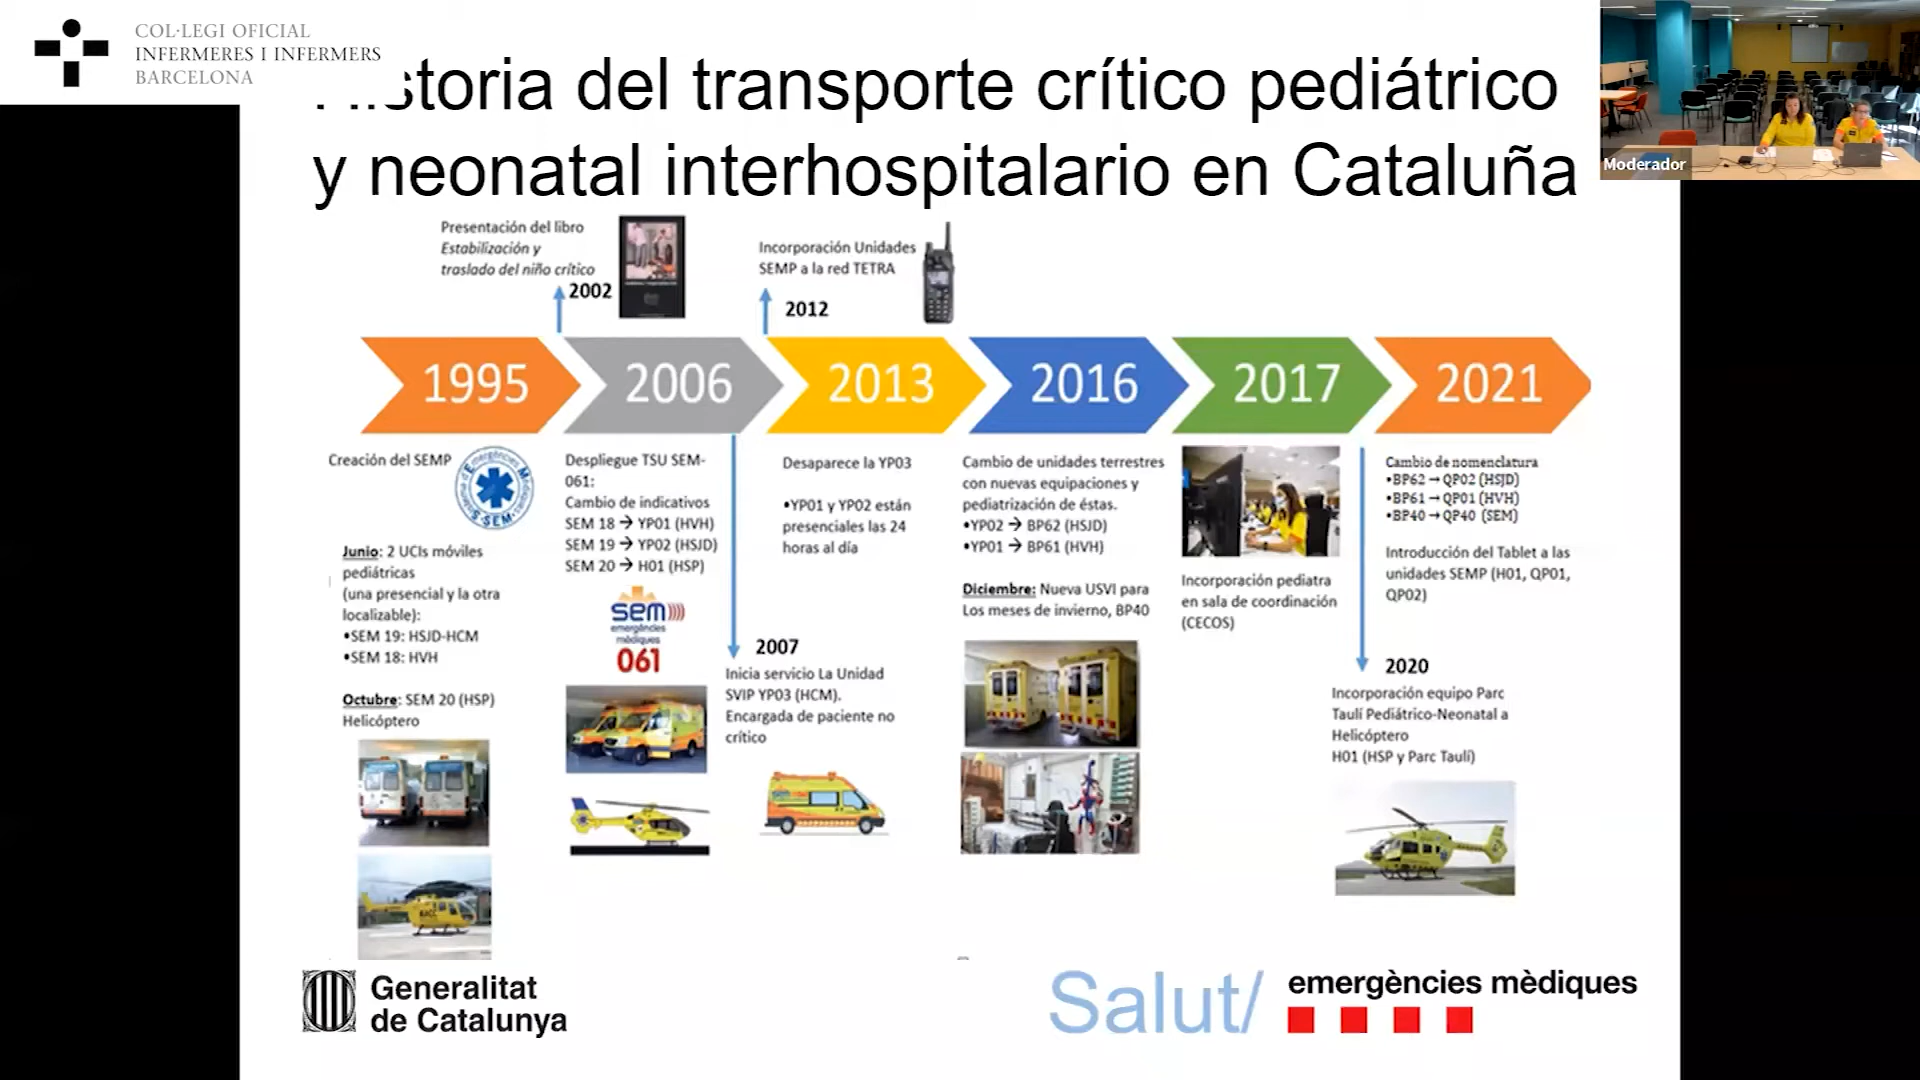 COL·LEGI OFICIAL
INFERMERES I INFERMERS
BARCELONA
Historia del transporte crítico pediátrico
y neonatal interhospitalario en Cataluña
Moderador
Presentación del libro
Estabilización y
traslado del niño crítico
2002
Incorporación Unidades
SEMP a la red TETRA
2012
1995
2006
2013
2016
2017
2021
Creación del SEMP
Junio: 2 UCIs móviles
pediátricas
(una presencial y la otra
localizable):
•SEM 19: HSJD-HCM
•SEM 18: HVH
Octubre: SEM 20 (HSP)
Helicóptero
Despliegue TSU SEM-
061:
Cambio de indicativos
SEM 18 → YP01 (HVH)
SEM 19 → YP02 (HSJD)
SEM 20 → H01 (HSP)
sem
emergències
mèdiques
061
2007
Inicia servicio La Unidad
SVIP YP03 (HCM).
Encargada de paciente no
crítico
Desaparece la YP03
•YP01 y YP02 están
presenciales las 24
horas al día
Cambio de unidades terrestres
con nuevas equipaciones y
pediatrización de éstas.
•YP02 → BP62 (HSJD)
•YP01 → BP61 (HVH)
Diciembre: Nueva USVI para
Los meses de invierno, BP40
Incorporación pediatra
en sala de coordinación
(CECOS)
2020
Incorporación equipo Parc
Taulí Pediátrico-Neonatal a
Helicóptero
H01 (HSP y Parc Taulí)
Cambio de nomenclatura
•BP62 → QP02 (HSJD)
•BP61 → QP01 (HVH)
•BP40 → QP40 (SEM)
Introducción del Tablet a las
unidades SEMP (H01, QP01,
QP02)
Generalitat
de Catalunya
Salut/
emergències mèdiques